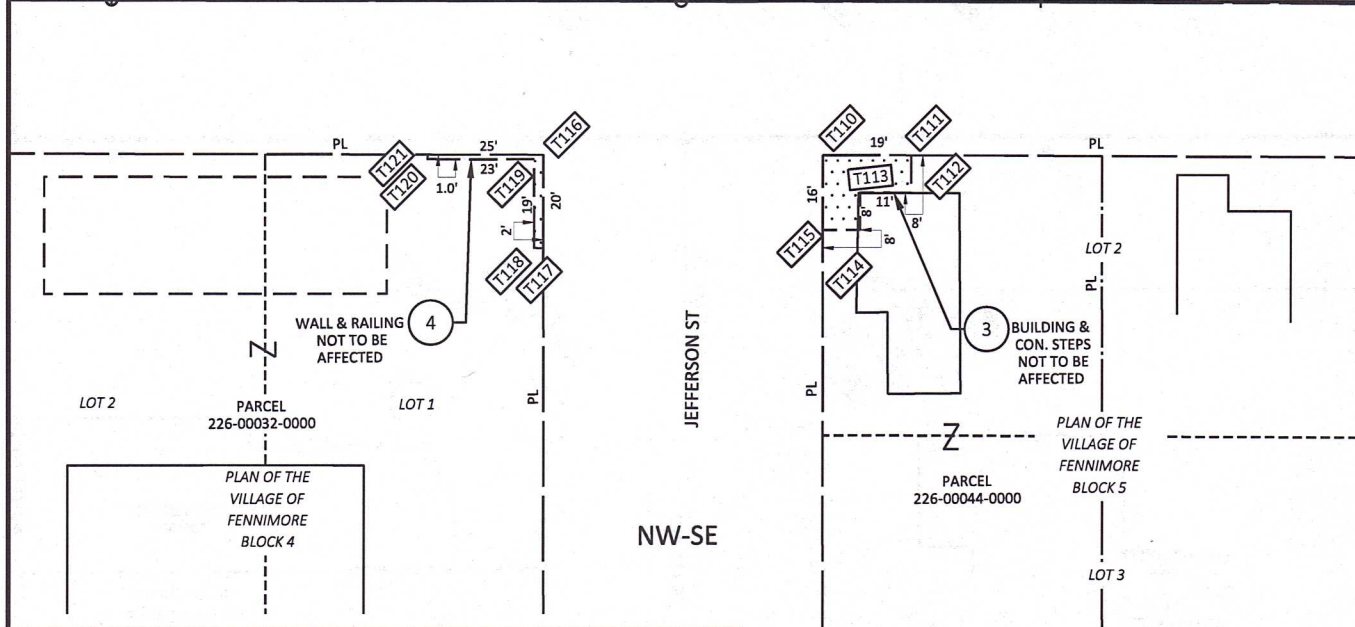 T116
T110
T111
PL
25'
19'
PL
T121
23'
T120
1.0'
T119
T113
T112
19'
20'
16'
11'
8'
8'
2'
T115
8'
LOT 2
T118
T117
T114
PL
WALL & RAILING
NOT TO BE
AFFECTED
4
3
BUILDING &
CON. STEPS
NOT TO BE
AFFECTED
JEFFERSON ST
Z
LOT 2
PARCEL
226-00032-0000
LOT 1
PL
PL
Z
PLAN OF THE
VILLAGE OF
FENNIMORE
BLOCK 5
PARCEL
226-00044-0000
PLAN OF THE
VILLAGE OF
FENNIMORE
BLOCK 4
NW-SE
LOT 3